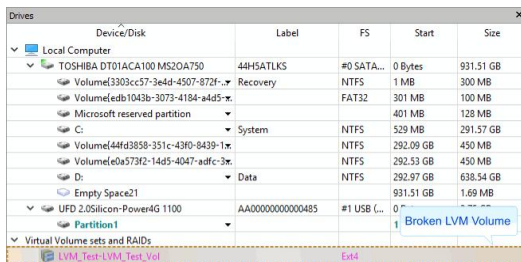 Drives
Device/Disk Label FS Start Size
Local Computer
TOSHIBA DT01ACA100 MS2OA750 44H5ATLKS #0 SATA... 0 Bytes 931.51 GB
Volume{3303cc57-3e4d-4507-872f-.. Recovery NTFS 1 MB 300 MB
Volume{edb1043b-3073-4184-a4d5-.. FAT32 301 MB 100 MB
Microsoft reserved partition 401 MB 128 MB
C: System NTFS 529 MB 291.57 GB
Volume{44fd3858-351c-43f0-8439-1.. NTFS 292.09 GB 450 MB
Volume{e0a573f2-14d5-4047-adfc-3.. NTFS 292.53 GB 450 MB
D: Data NTFS 292.97 GB 638.54 GB
Empty Space21 931.51 GB 1.69 MB
UFD 2.0Silicon-Power4G 1100 AA00000000000485 #1 USB (...
Partition1 1
Broken LVM Volume
Virtual Volume sets and RAIDs
LVM_Test-LVM_Test_Vol Ext4